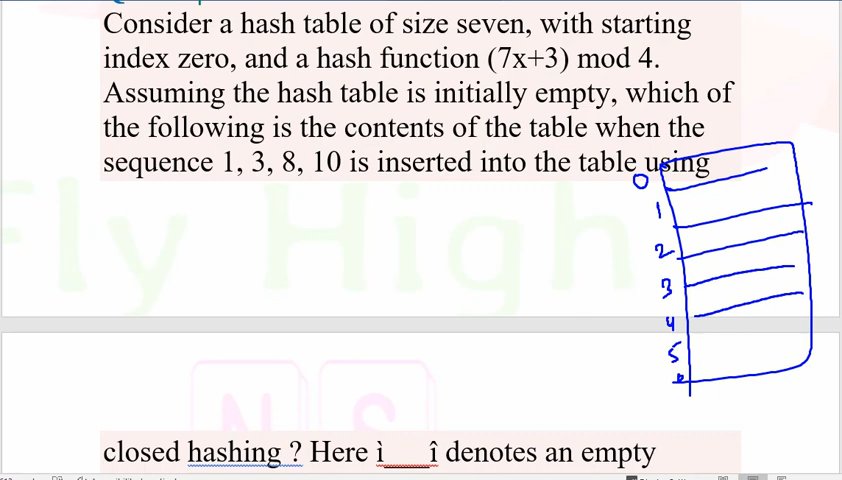 Consider a hash table of size seven, with starting
index zero, and a hash function (7x+3) mod 4.
Assuming the hash table is initially empty, which of
the following is the contents of the table when the
sequence 1, 3, 8, 10 is inserted into the table using
0
1
2
3
4
5
Fly High
NS
closed hashing ? Here ì___î denotes an empty